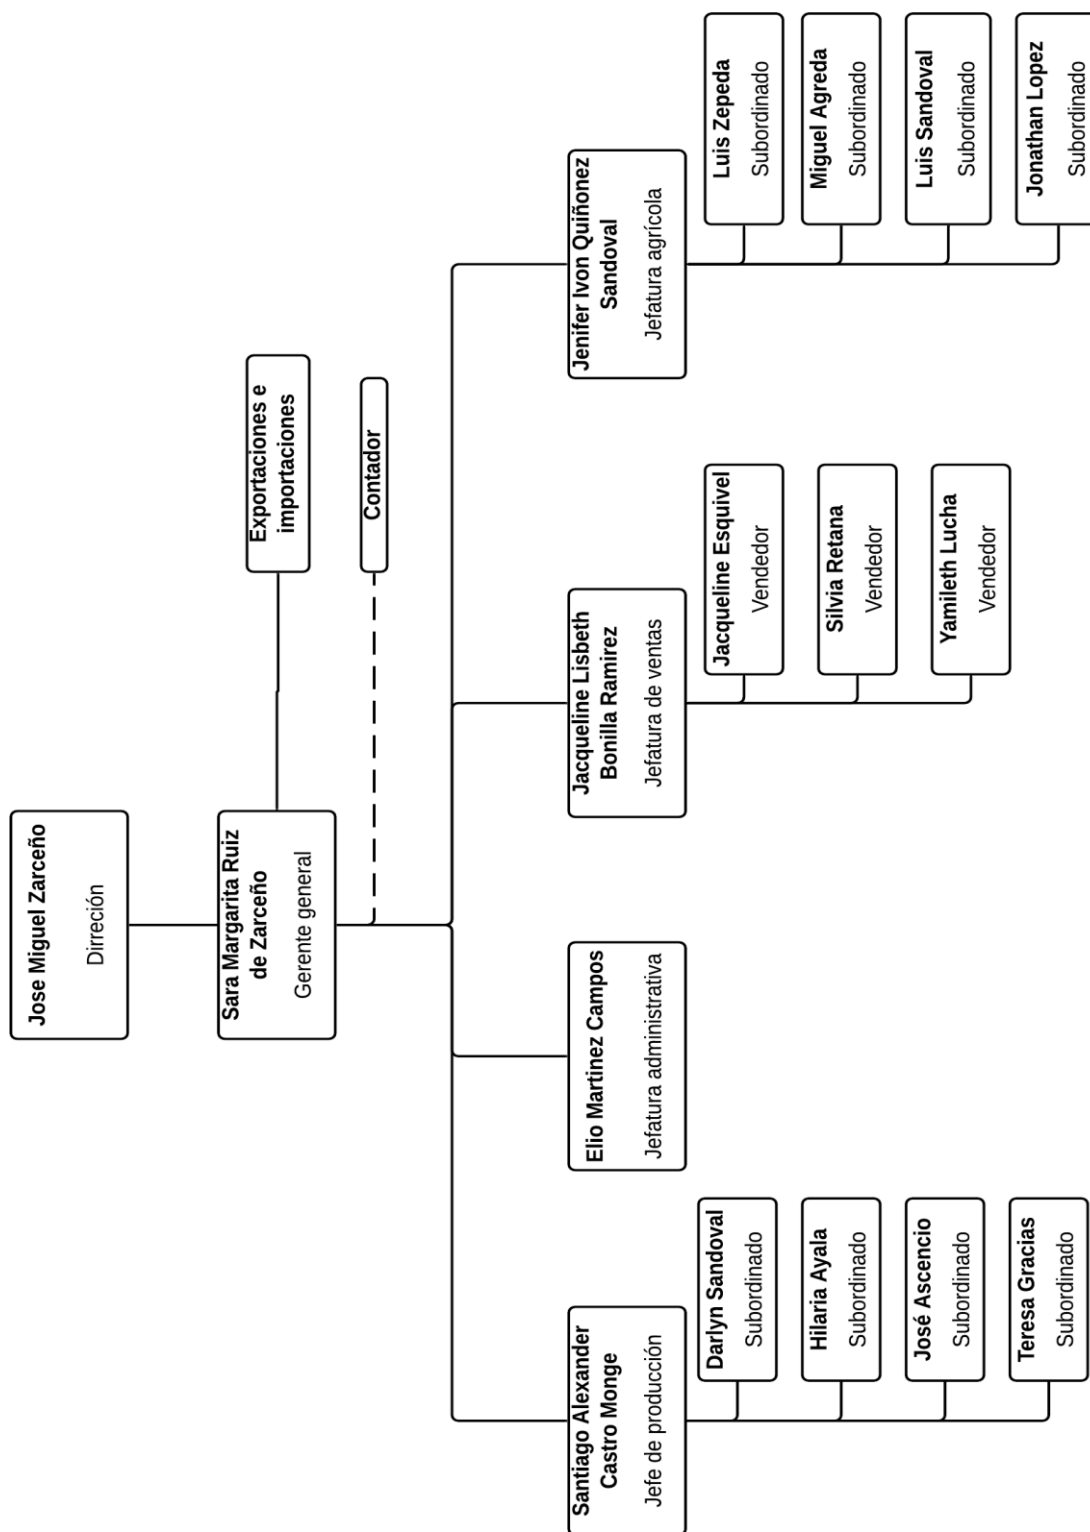 Jose Miguel Zarceño
Dirreción
Sara Margarita Ruiz
de Zarceño
Gerente general
Exportaciones e
importaciones
Contador
Santiago Alexander
Castro Monge
Jefe de producción
Elio Martinez Campos
Jefatura administrativa
Jacqueline Lisbeth
Bonilla Ramirez
Jefatura de ventas
Jenifer Ivon Quiñonez
Sandoval
Jefatura agrícola
Darlyn Sandoval
Subordinado
Hilaria Ayala
Subordinado
José Ascencio
Subordinado
Teresa Gracias
Subordinado
Jacqueline Esquivel
Vendedor
Silvia Retana
Vendedor
Yamileth Lucha
Vendedor
Luis Zepeda
Subordinado
Miguel Agreda
Subordinado
Luis Sandoval
Subordinado
Jonathan Lopez
Subordinado